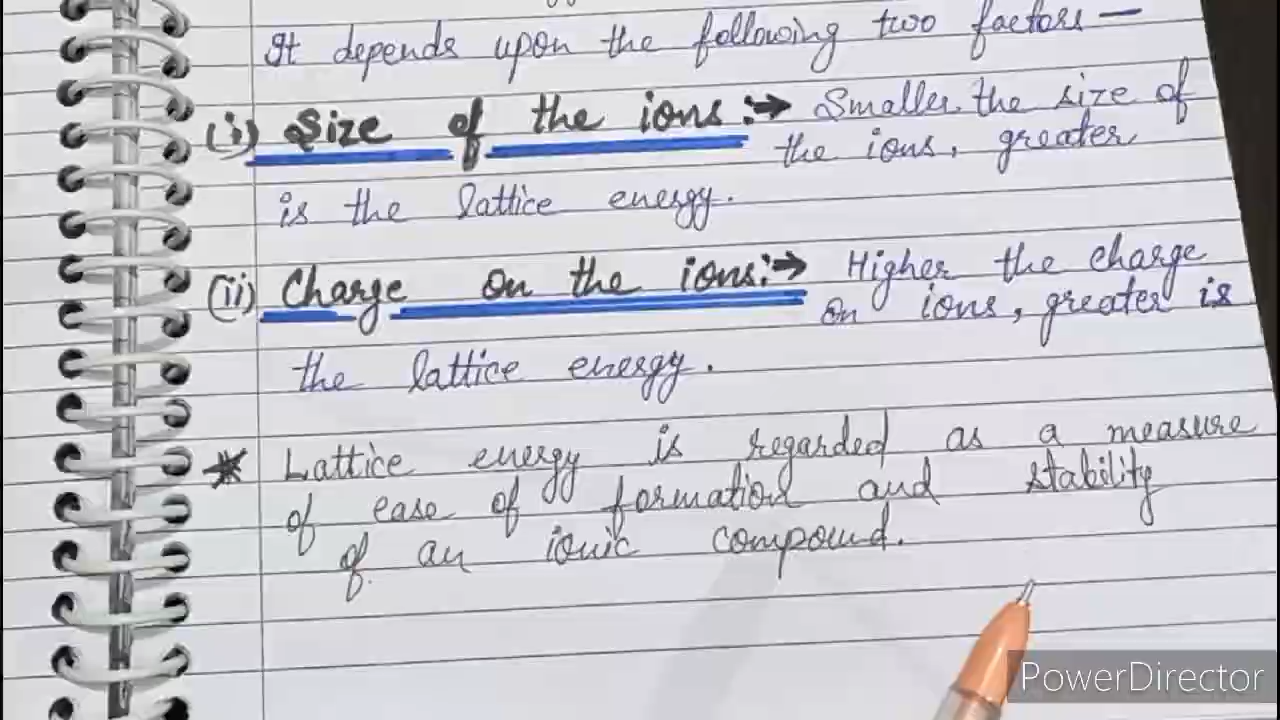 It depends upon the following two factors —
(i) Size of the ions :→ Smaller the size of
the ions, greater
is the lattice energy.
(ii) Charge on the ions :→ Higher the charge
on ions, greater is
the lattice energy.
* Lattice energy is regarded as a measure
of ease of formation and stability
of an ionic compound.
PowerDirector